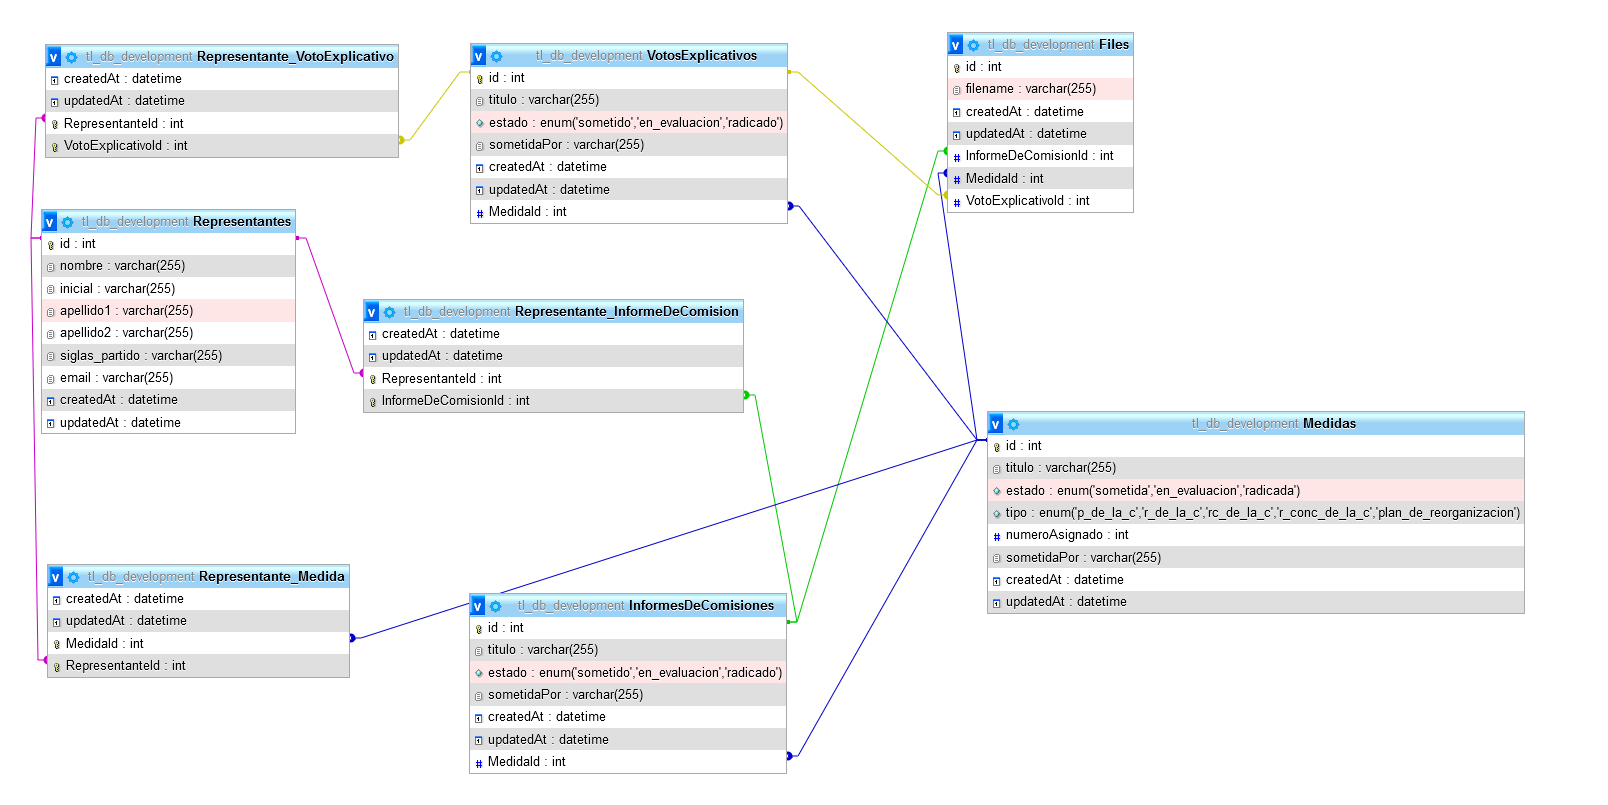 tl_db_development Representante_VotoExplicativo
createdAt : datetime
updatedAt : datetime
RepresentanteId : int
VotoExplicativoId : int
tl_db_development VotosExplicativos
id : int
titulo : varchar(255)
estado : enum('sometido','en_evaluacion','radicado')
sometidaPor : varchar(255)
createdAt : datetime
updatedAt : datetime
MedidaId : int
tl_db_development Files
id : int
filename : varchar(255)
createdAt : datetime
updatedAt : datetime
InformeDeComisionId : int
MedidaId : int
VotoExplicativoId : int
tl_db_development Representantes
id : int
nombre : varchar(255)
inicial : varchar(255)
apellido1 : varchar(255)
apellido2 : varchar(255)
siglas_partido : varchar(255)
email : varchar(255)
createdAt : datetime
updatedAt : datetime
tl_db_development Representante_InformeDeComision
createdAt : datetime
updatedAt : datetime
RepresentanteId : int
InformeDeComisionId : int
tl_db_development Medidas
id : int
titulo : varchar(255)
estado : enum('sometida','en_evaluacion','radicada')
tipo : enum('p_de_la_c','r_de_la_c','rc_de_la_c','r_conc_de_la_c','plan_de_reorganizacion')
numeroAsignado : int
sometidaPor : varchar(255)
createdAt : datetime
updatedAt : datetime
tl_db_development Representante_Medida
createdAt : datetime
updatedAt : datetime
MedidaId : int
RepresentanteId : int
tl_db_development InformesDeComisiones
id : int
titulo : varchar(255)
estado : enum('sometido','en_evaluacion','radicado')
sometidaPor : varchar(255)
createdAt : datetime
updatedAt : datetime
MedidaId : int